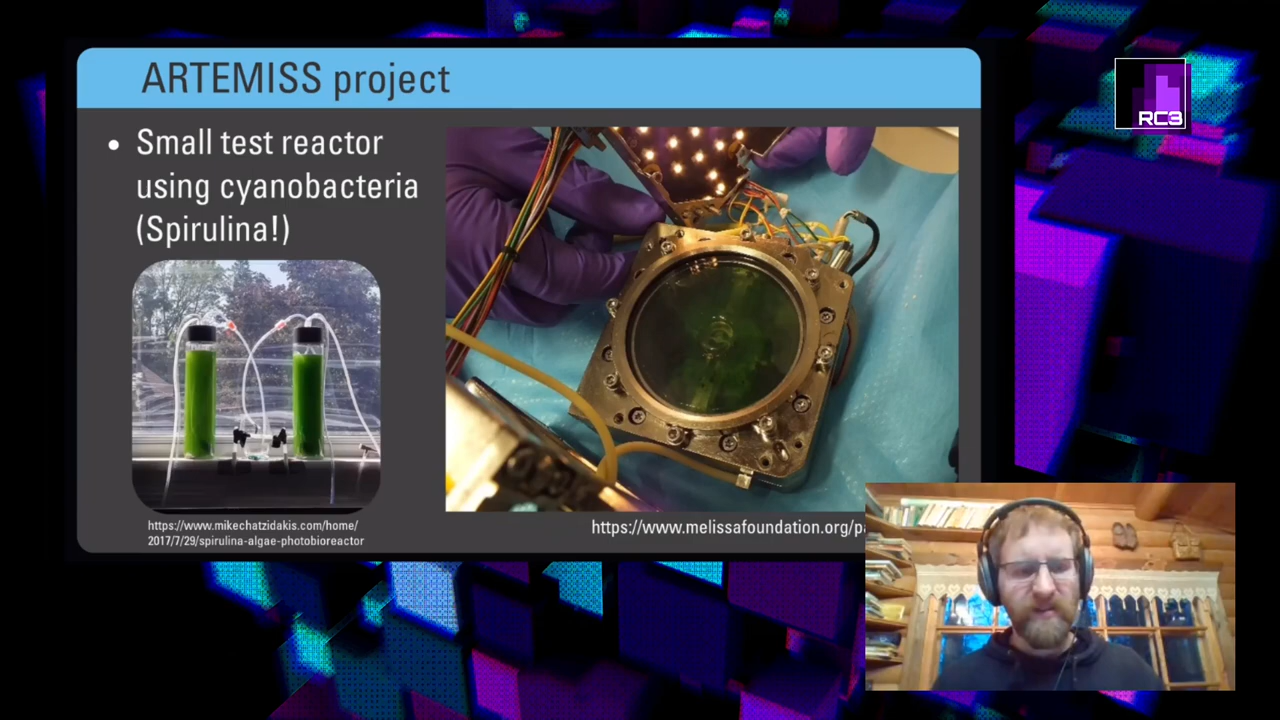 ARTEMISS project
• Small test reactor
using cyanobacteria
(Spirulina!)
https://www.mikechatzidakis.com/home/
2017/7/29/spirulina-algae-photobioreactor
https://www.melissafoundation.org/pa
RC3